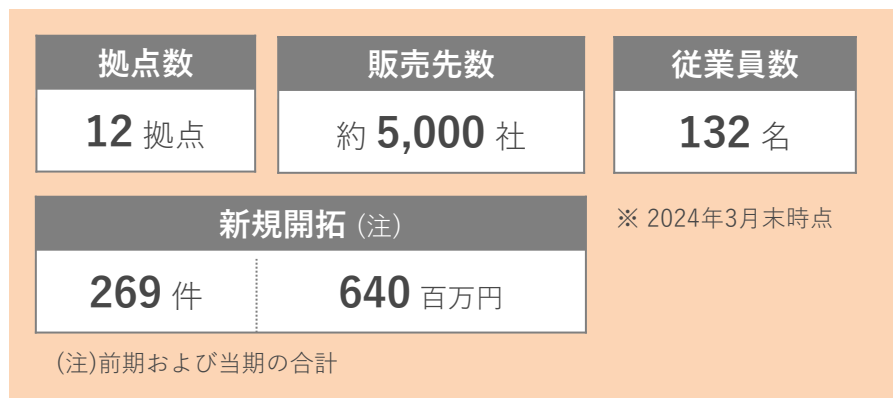 拠点数
12 拠点
販売先数
約 5,000 社
従業員数
132 名
新規開拓 (注)
269 件
640 百万円
※ 2024年3月末時点
(注)前期および当期の合計